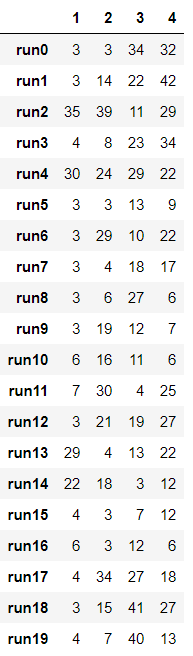 1 2 3 4
run0 3 3 34 32
run1 3 14 22 42
run2 35 39 11 29
run3 4 8 23 34
run4 30 24 29 22
run5 3 3 13 9
run6 3 29 10 22
run7 3 4 18 17
run8 3 6 27 6
run9 3 19 12 7
run10 6 16 11 6
run11 7 30 4 25
run12 3 21 19 27
run13 29 4 13 22
run14 22 18 3 12
run15 4 3 7 12
run16 6 3 12 6
run17 4 34 27 18
run18 3 15 41 27
run19 4 7 40 13